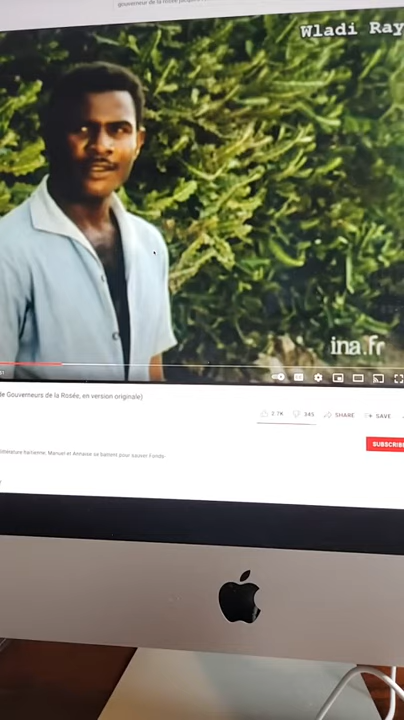 gouverneur de la rosée
Wladi Ray
ina.fr
de Gouverneurs de la Rosée, en version originale)
2.7K 345 SHARE SAVE
SUBSCRIBE
littérature haïtienne. Manuel et Annaïse se battent pour sauver Fonds-